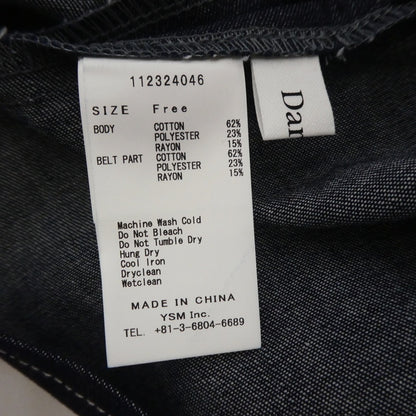 112324046
SIZE Free
BODY COTTON 62%
POLYESTER 23%
RAYON 15%
BELT PART COTTON 62%
POLYESTER 23%
RAYON 15%
Machine Wash Cold
Do Not Bleach
Do Not Tumble Dry
Hung Dry
Cool Iron
Dryclean
Wetclean
MADE IN CHINA
YSM Inc.
TEL. +81-3-6804-6689
Dan